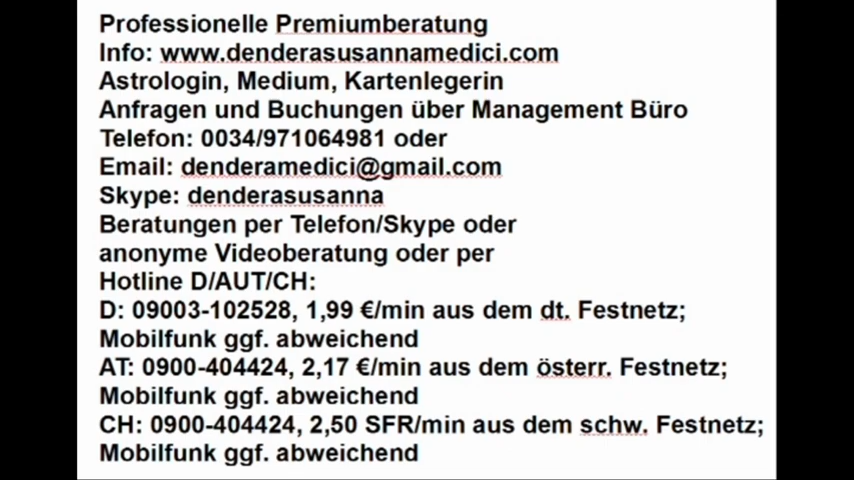 Professionelle Premiumberatung
Info: www.denderasusannamedici.com
Astrologin, Medium, Kartenlegerin
Anfragen und Buchungen über Management Büro
Telefon: 0034/971064981 oder
Email: denderamedici@gmail.com
Skype: denderasusanna
Beratungen per Telefon/Skype oder
anonyme Videoberatung oder per
Hotline D/AUT/CH:
D: 09003-102528, 1,99 €/min aus dem dt. Festnetz;
Mobilfunk ggf. abweichend
AT: 0900-404424, 2,17 €/min aus dem österr. Festnetz;
Mobilfunk ggf. abweichend
CH: 0900-404424, 2,50 SFR/min aus dem schw. Festnetz;
Mobilfunk ggf. abweichend